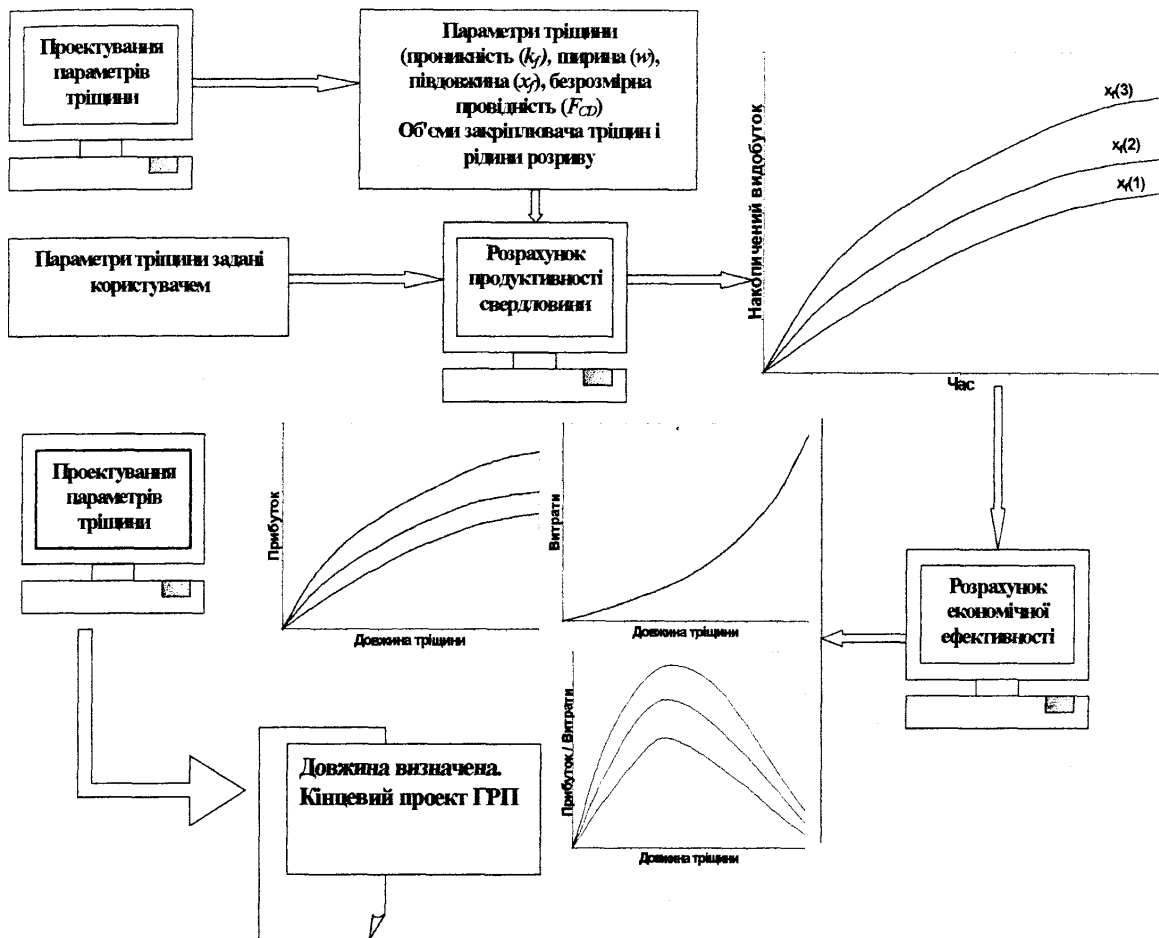 Проектування
параметрів
тріщини
Параметри тріщини
(проникність (kf), ширина (w),
півдовжина (xf), безрозмірна
провідність (FCD)
Об'єми закріплювача тріщин і
рідини розриву
Накопичений видобуток
xf(3)
xf(2)
xf(1)
Час
Параметри тріщини задані
користувачем
Розрахунок
продуктивності
свердловини
Проектування
параметрів
тріщини
Прибуток
Довжина тріщини
Витрати
Довжина тріщини
Розрахунок
економічної
ефективності
Прибуток / Витрати
Довжина тріщини
Довжина визначена.
Кінцевий проект ГРП